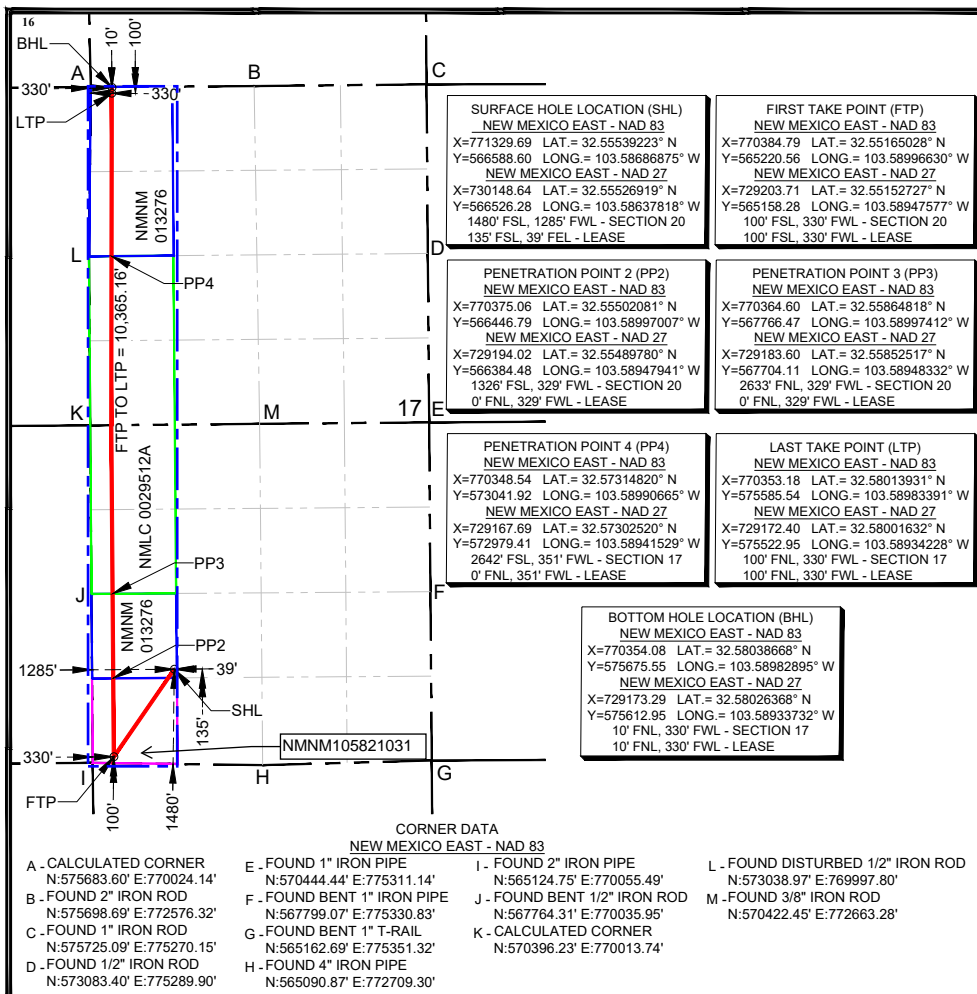 16
BHL
10'
100'
A
B
C
330'
330
LTP
NMNM
013276
L
D
PP4
FTP TO LTP = 10,365.16'
K
M
17
E
NMLC 0029512A
PP3
J
F
NMNM
013276
PP2
1285'
39'
SHL
135'
330'
NMNM105821031
I
H
G
FTP
100'
1480'
SURFACE HOLE LOCATION (SHL)
NEW MEXICO EAST - NAD 83
X=771329.69 LAT.= 32.55539223° N
Y=566588.60 LONG.= 103.58686875° W
NEW MEXICO EAST - NAD 27
X=730148.64 LAT.= 32.55526919° N
Y=566526.28 LONG.= 103.58637818° W
1480' FSL, 1285' FWL - SECTION 20
135' FSL, 39' FEL - LEASE
FIRST TAKE POINT (FTP)
NEW MEXICO EAST - NAD 83
X=770384.79 LAT.= 32.55165028° N
Y=565220.56 LONG.= 103.58996630° W
NEW MEXICO EAST - NAD 27
X=729203.71 LAT.= 32.55152727° N
Y=565158.28 LONG.= 103.58947577° W
100' FSL, 330' FWL - SECTION 20
100' FSL, 330' FWL - LEASE
PENETRATION POINT 2 (PP2)
NEW MEXICO EAST - NAD 83
X=770375.06 LAT.= 32.55502081° N
Y=566446.79 LONG.= 103.58997007° W
NEW MEXICO EAST - NAD 27
X=729194.02 LAT.= 32.55489780° N
Y=566384.48 LONG.= 103.58947941° W
1326' FSL, 329' FWL - SECTION 20
0' FNL, 329' FWL - LEASE
PENETRATION POINT 3 (PP3)
NEW MEXICO EAST - NAD 83
X=770364.60 LAT.= 32.55864818° N
Y=567766.47 LONG.= 103.58997412° W
NEW MEXICO EAST - NAD 27
X=729183.60 LAT.= 32.55852517° N
Y=567704.11 LONG.= 103.58948332° W
2633' FNL, 329' FWL - SECTION 20
0' FNL, 329' FWL - LEASE
PENETRATION POINT 4 (PP4)
NEW MEXICO EAST - NAD 83
X=770348.54 LAT.= 32.57314820° N
Y=573041.92 LONG.= 103.58990665° W
NEW MEXICO EAST - NAD 27
X=729167.69 LAT.= 32.57302520° N
Y=572979.41 LONG.= 103.58941529° W
2642' FSL, 351' FWL - SECTION 17
0' FNL, 351' FWL - LEASE
LAST TAKE POINT (LTP)
NEW MEXICO EAST - NAD 83
X=770353.18 LAT.= 32.58013931° N
Y=575585.54 LONG.= 103.58983391° W
NEW MEXICO EAST - NAD 27
X=729172.40 LAT.= 32.58001632° N
Y=575522.95 LONG.= 103.58934228° W
100' FNL, 330' FWL - SECTION 17
100' FNL, 330' FWL - LEASE
BOTTOM HOLE LOCATION (BHL)
NEW MEXICO EAST - NAD 83
X=770354.08 LAT.= 32.58038668° N
Y=575675.55 LONG.= 103.58982895° W
NEW MEXICO EAST - NAD 27
X=729173.29 LAT.= 32.58026368° N
Y=575612.95 LONG.= 103.58933732° W
10' FNL, 330' FWL - SECTION 17
10' FNL, 330' FWL - LEASE
CORNER DATA
NEW MEXICO EAST - NAD 83
A - CALCULATED CORNER
N:575683.60' E:770024.14'
B - FOUND 2" IRON ROD
N:575698.69' E:772576.32'
C - FOUND 1" IRON ROD
N:575725.09' E:775270.15'
D - FOUND 1/2" IRON ROD
N:573083.40' E:775289.90'
E - FOUND 1" IRON PIPE
N:570444.44' E:775311.14'
F - FOUND BENT 1" IRON PIPE
N:567799.07' E:775330.83'
G - FOUND BENT 1" T-RAIL
N:565162.69' E:775351.32'
H - FOUND 4" IRON PIPE
N:565090.87' E:772709.30'
I - FOUND 2" IRON PIPE
N:565124.75' E:770055.49'
J - FOUND BENT 1/2" IRON ROD
N:567764.31' E:770035.95'
K - CALCULATED CORNER
N:570396.23' E:770013.74'
L - FOUND DISTURBED 1/2" IRON ROD
N:573038.97' E:769997.80'
M - FOUND 3/8" IRON ROD
N:570422.45' E:772663.28'